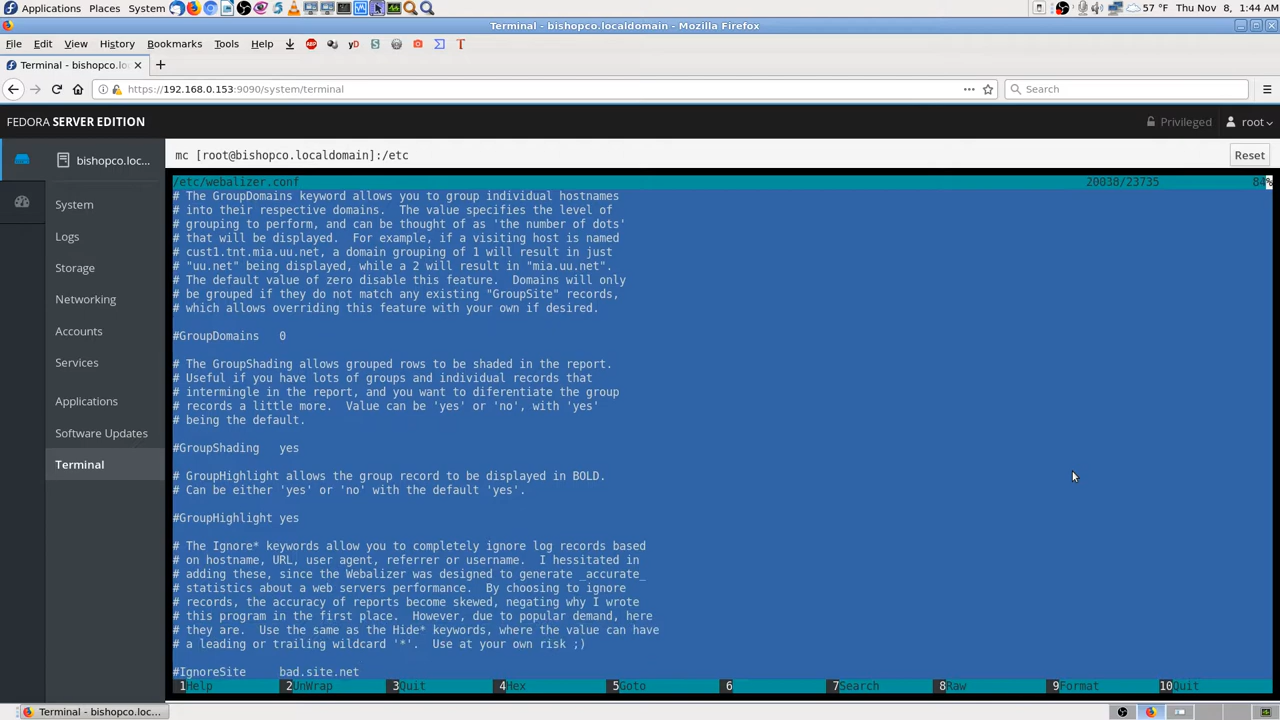 Applications Places System 57 °F Thu Nov 8, 1:44 AM
Terminal - bishopco.localdomain - Mozilla Firefox
File Edit View History Bookmarks Tools Help
Terminal - bishopco.lo
https://192.168.0.153:9090/system/terminal Search
FEDORA SERVER EDITION Privileged root
bishopco.locald... mc [root@bishopco.localdomain]:/etc Reset
System
Logs
Storage
Networking
Accounts
Services
Applications
Software Updates
Terminal
/etc/webalizer.conf 20038/23735 84%
# The GroupDomains keyword allows you to group individual hostnames
# into their respective domains.  The value specifies the level of
# grouping to perform, and can be thought of as 'the number of dots'
# that will be displayed.  For example, if a visiting host is named
# cust1.tnt.mia.uu.net, a domain grouping of 1 will result in just
# "uu.net" being displayed, while a 2 will result in "mia.uu.net".
# The default value of zero disable this feature.  Domains will only
# be grouped if they do not match any existing "GroupSite" records,
# which allows overriding this feature with your own if desired.
#GroupDomains   0
# The GroupShading allows grouped rows to be shaded in the report.
# Useful if you have lots of groups and individual records that
# intermingle in the report, and you want to diferentiate the group
# records a little more.  Value can be 'yes' or 'no', with 'yes'
# being the default.
#GroupShading   yes
# GroupHighlight allows the group record to be displayed in BOLD.
# Can be either 'yes' or 'no' with the default 'yes'.
#GroupHighlight yes
# The Ignore* keywords allow you to completely ignore log records based
# on hostname, URL, user agent, referrer or username.  I hessitated in
# adding these, since the Webalizer was designed to generate _accurate_
# statistics about a web servers performance.  By choosing to ignore
# records, the accuracy of reports become skewed, negating why I wrote
# this program in the first place.  However, due to popular demand, here
# they are.  Use the same as the Hide* keywords, where the value can have
# a leading or trailing wildcard '*'.  Use at your own risk ;)
#IgnoreSite     bad.site.net
1Help 2UnWrap 3Quit 4Hex 5Goto 6 7Search 8Raw 9Format 10Quit
Terminal - bishopco.loc...